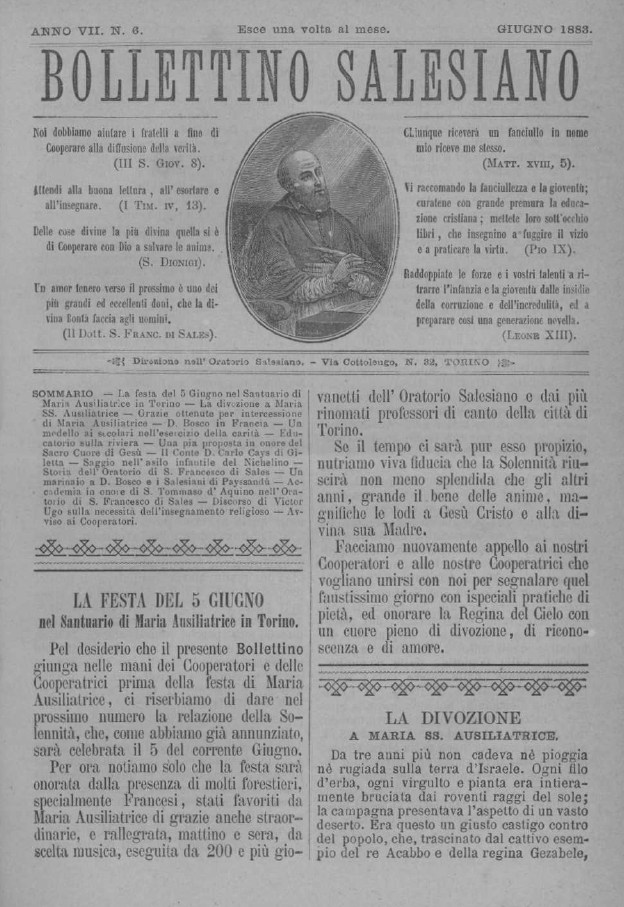 ANNO VII. N. 6.
Esce una volta al mese.
GIUGNO 1883.
BOLLETTINO SALESIANO
Noi dobbiamo aiutare i fratelli a fine di
Cooperare alla diffusione della verità.
(III S. GIOV. 8).
Attendi alla buona lettura, all'esortare e
all'insegnare. (I TIM. IV, 13).
Delle cose divine la più divina quella si è
di Cooperare con Dio a salvare le anime.
(S. DIONIGI).
Un amor tenero verso il prossimo è uno dei
più grandi ed eccellenti doni, che la di-
vina Bontà faccia agli uomini.
(Il Dott. S. FRANC. DI SALES).
Chiunque riceverà un fanciullo in nome
mio riceve me stesso.
(MATT. XVIII, 5).
Vi raccomando la fanciullezza e la gioventù;
curatene con grande premura la educa-
zione cristiana; mettete loro sott'occhio
libri, che insegnino a fuggire il vizio
e a praticare la virtù. (PIO IX).
Raddoppiate le forze e i vostri talenti a ri-
trarre l'infanzia e la gioventù dalle insidie
della corruzione e dell'incredulità, ed a
preparare così una generazione novella.
(LEONE XIII).
Direzione nell'Oratorio Salesiano. – Via Cottolengo, N. 32, TORINO
SOMMARIO — La festa del 5 Giugno nel Santuario di
Maria Ausiliatrice in Torino — La divozione a Maria
SS. Ausiliatrice — Grazie ottenute per intercessione
di Maria Ausiliatrice — D. Bosco in Francia — Un
modello ai scolari nell'esercizio della carità — Edu-
catorio sulla riviera — Una pia proposta in onore del
Sacro Cuore di Gesù — Il Conte D. Carlo Cays di Gi-
letta — Saggio nell'asilo infantile del Nichelino —
Storia dell'Oratorio di S. Francesco di Sales — Un
marinaio a D. Bosco e i Salesiani di Paysandù — Ac-
cademia in onore di S. Tommaso d'Aquino nell'Ora-
torio di S. Francesco di Sales — Discorso di Victor
Ugo sulla necessità dell'insegnamento religioso — Av-
viso ai Cooperatori.
LA FESTA DEL 5 GIUGNO
nel Santuario di Maria Ausiliatrice in Torino.
Pel desiderio che il presente Bollettino
giunga nelle mani dei Cooperatori e delle
Cooperatrici prima della festa di Maria
Ausiliatrice, ci riserbiamo di dare nel
prossimo numero la relazione della So-
lennità, che, come abbiamo già annunziato,
sarà celebrata il 5 del corrente Giugno.
Per ora notiamo solo che la festa sarà
onorata dalla presenza di molti forestieri,
specialmente Francesi, stati favoriti da
Maria Ausiliatrice di grazie anche straor-
dinarie, e rallegrata, mattino e sera, da
scelta musica, eseguita da 200 e più gio-
vanetti dell'Oratorio Salesiano e dai più
rinomati professori di canto della città di
Torino.
Se il tempo ci sarà pur esso propizio,
nutriamo viva fiducia che la Solennità riu-
scirà non meno splendida che gli altri
anni, grande il bene delle anime, ma-
gnifiche le lodi a Gesù Cristo e alla di-
vina sua Madre.
Facciamo nuovamente appello ai nostri
Cooperatori e alle nostre Cooperatrici che
vogliano unirsi con noi per segnalare quel
faustissimo giorno con ispeciali pratiche di
pietà, ed onorare la Regina del Cielo con
un cuore pieno di divozione, di ricono-
scenza e di amore.
LA DIVOZIONE
A MARIA SS. AUSILIATRICE.
Da tre anni più non cadeva nè pioggia
nè rugiada sulla terra d'Israele. Ogni filo
d'erba, ogni virgulto e pianta era intiera-
mente bruciata dai roventi raggi del sole;
la campagna presentava l'aspetto di un vasto
deserto. Era questo un giusto castigo contro
del popolo, che, trascinato dal cattivo esem-
pio del re Acabbo e della regina Gezabele,